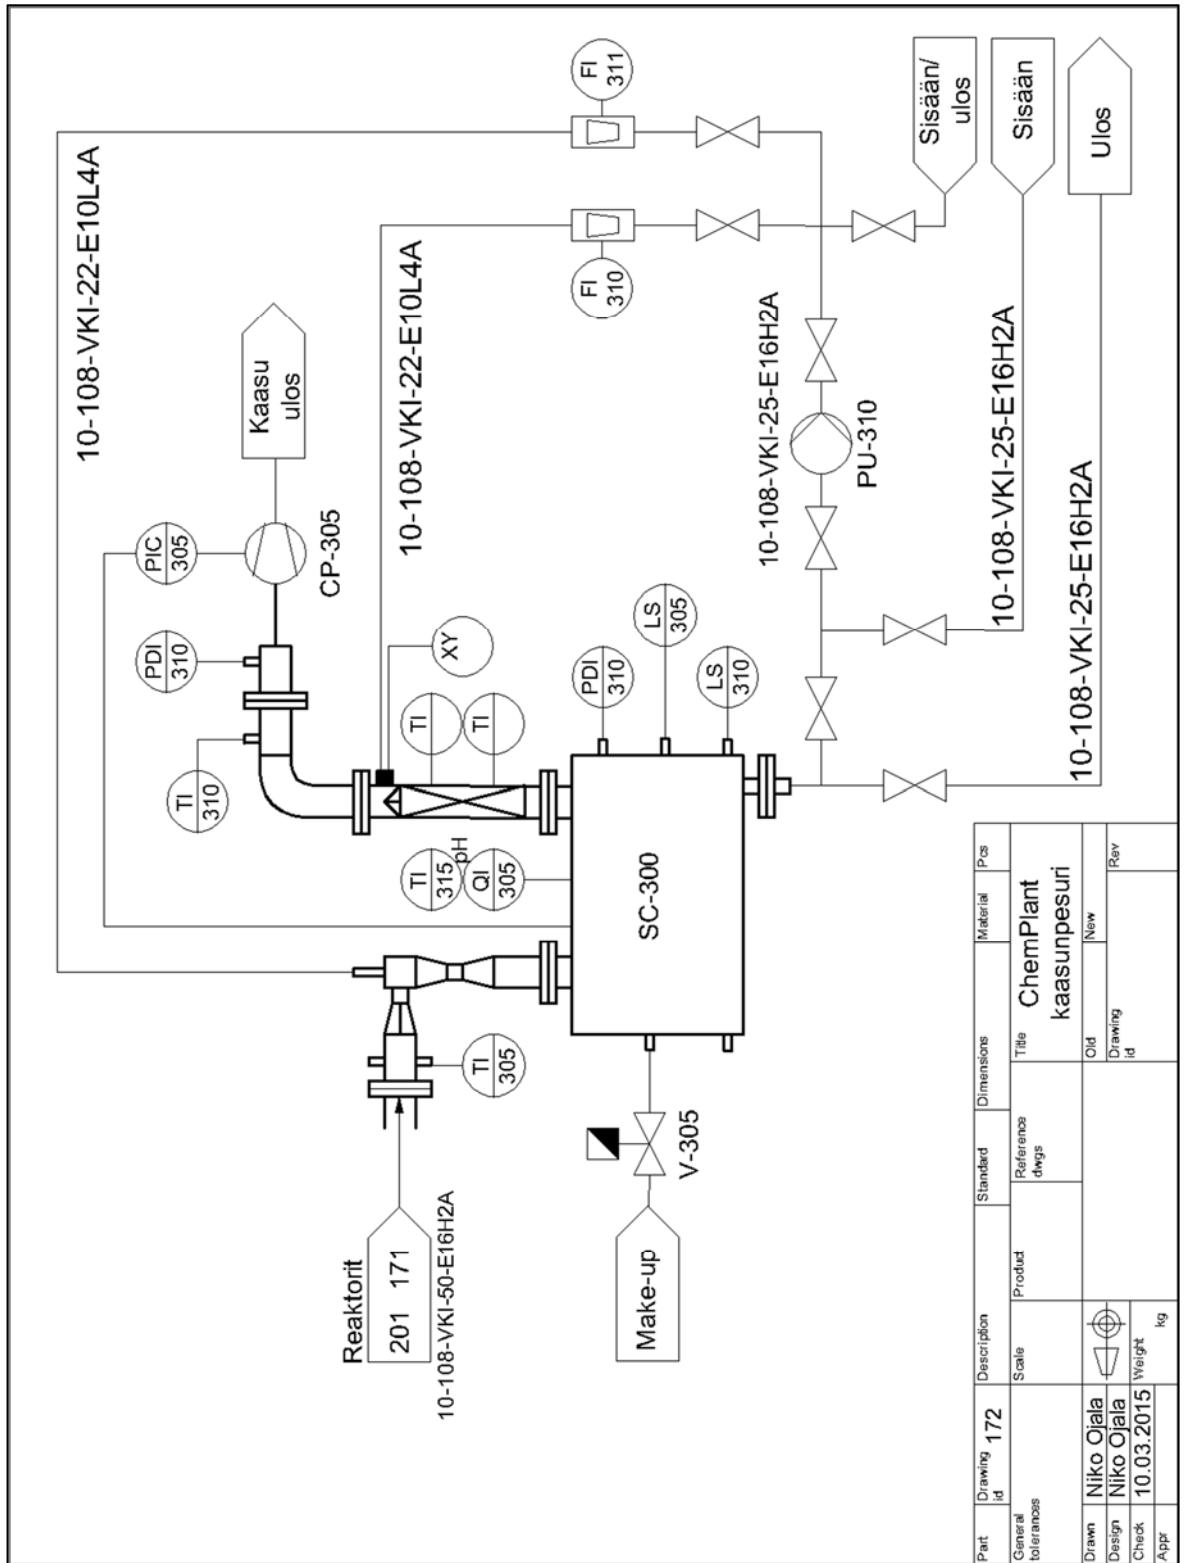 Reaktorit
201 171
10-108-VKI-50-E16H2A
Make-up
V-305
TI
305
10-108-VKI-22-E10L4A
PIC
305
PDI
310
TI
310
CP-305
Kaasu
ulos
10-108-VKI-22-E10L4A
XY
TI
TI
TI
315
pH
QI
305
SC-300
PDI
310
LS
305
LS
310
FI
311
FI
310
10-108-VKI-25-E16H2A
PU-310
Sisään/
ulos
Sisään
Ulos
10-108-VKI-25-E16H2A
10-108-VKI-25-E16H2A
Part
Drawing
id
172
Description
Standard
Dimensions
Material
Pcs
General
tolerances
Scale
Product
Reference
dwgs
Title
ChemPlant
kaasunpesuri
Drawn
Niko Ojala
Design
Niko Ojala
Check
10.03.2015
Appr
Weight
kg
Old
New
Drawing
id
Rev